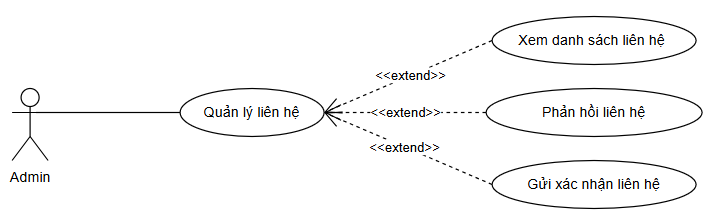 Xem danh sách liên hệ
<<extend>>
Quản lý liên hệ
<<extend>>
Phản hồi liên hệ
<<extend>>
Admin
Gửi xác nhận liên hệ